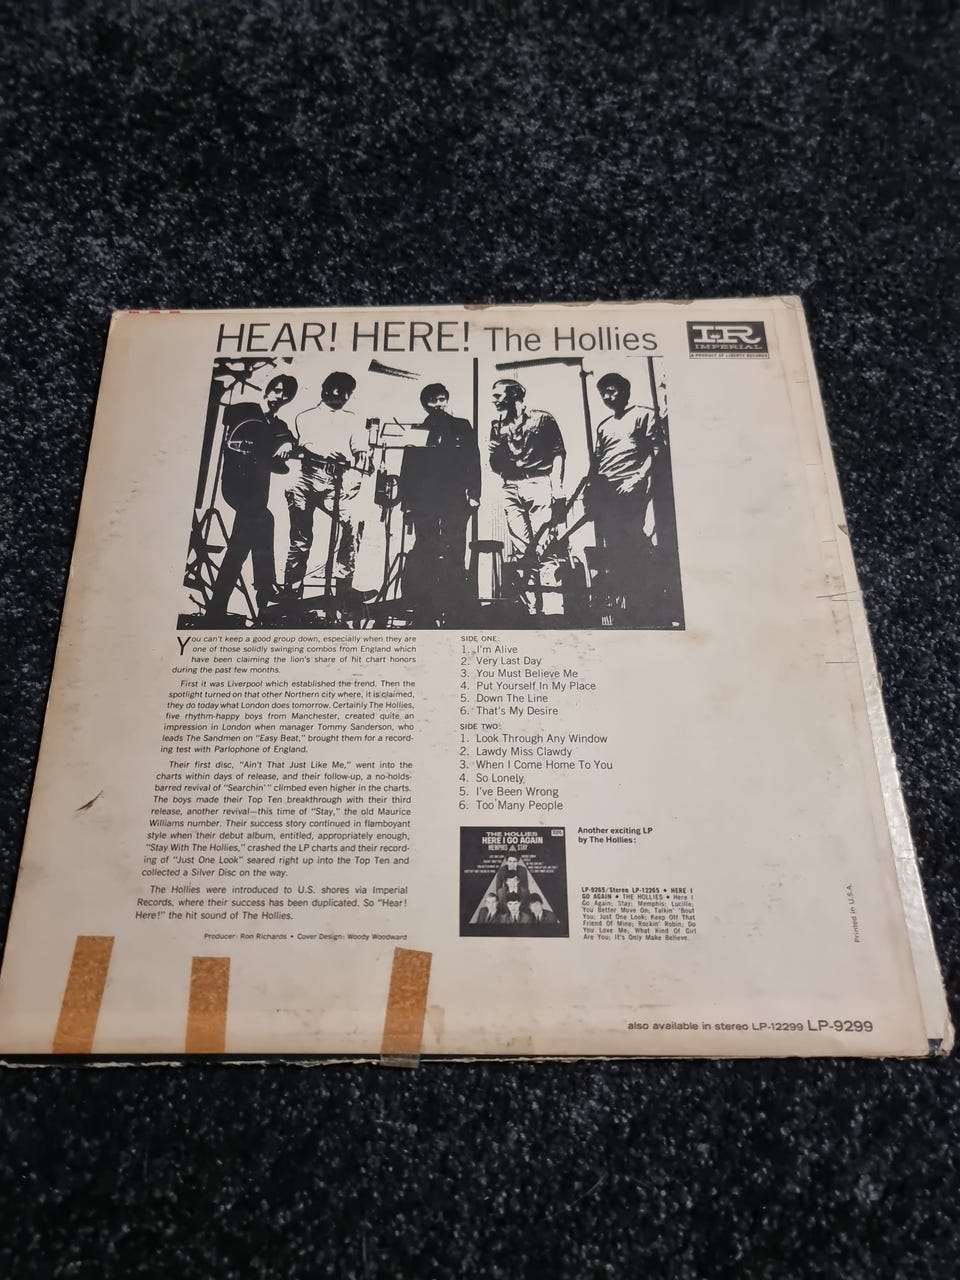 HEAR! HERE! The Hollies
IR
IMPERIAL
A PRODUCT OF LIBERTY RECORDS
You can't keep a good group down, especially when they are
one of those solidly swinging combos from England which
have been claiming the lion's share of hit chart honors
during the past few months.
First it was Liverpool which established the trend. Then the
spotlight turned on that other Northern city where, it is claimed,
they do today what London does tomorrow. Certainly The Hollies,
five rhythm-happy boys from Manchester, created quite an
impression in London when manager Tommy Sanderson, who
leads The Sandmen on "Easy Beat," brought them for a record-
ing test with Parlophone of England.
Their first disc, "Ain't That Just Like Me," went into the
charts within days of release, and their follow-up, a no-holds-
barred revival of "Searchin'" climbed even higher in the charts.
The boys made their Top Ten breakthrough with their third
release, another revival—this time of "Stay," the old Maurice
Williams number. Their success story continued in flamboyant
style when their debut album, entitled, appropriately enough,
"Stay With The Hollies," crashed the LP charts and their record-
ing of "Just One Look" seared right up into the Top Ten and
collected a Silver Disc on the way.
The Hollies were introduced to U.S. shores via Imperial
Records, where their success has been duplicated. So "Hear!
Here!" the hit sound of The Hollies.
Producer: Ron Richards • Cover Design: Woody Woodward
SIDE ONE:
1. I'm Alive
2. Very Last Day
3. You Must Believe Me
4. Put Yourself In My Place
5. Down The Line
6. That's My Desire
SIDE TWO:
1. Look Through Any Window
2. Lawdy Miss Clawdy
3. When I Come Home To You
4. So Lonely
5. I've Been Wrong
6. Too Many People
THE HOLLIES
HERE I GO AGAIN
MEMPHIS STAY
Another exciting LP
by The Hollies:
LP-9265/Stereo LP-12265 • HERE I
GO AGAIN • THE HOLLIES • Here I
Go Again; Stay; Memphis; Lucille;
You Better Move On; Talkin' 'Bout
You; Just One Look; Keep Off That
Friend Of Mine; Rockin' Robin; Do
You Love Me; What Kind Of Girl
Are You; It's Only Make Believe.
Printed in U.S.A.
also available in stereo LP-12299 LP-9299